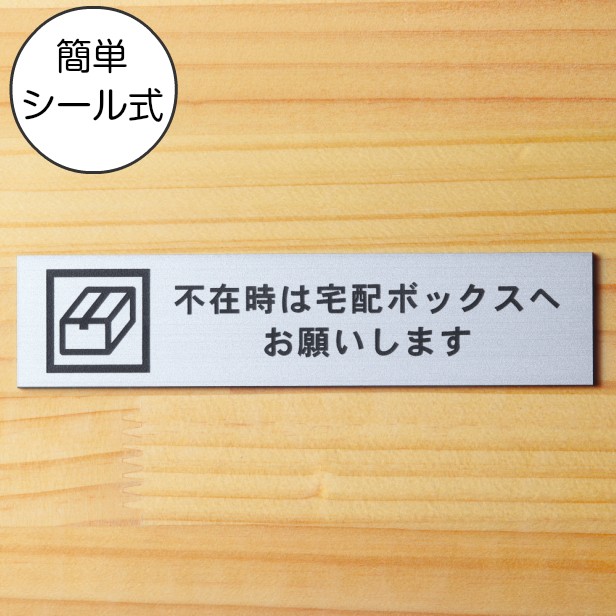 簡単
シール式
不在時は宅配ボックスへ
お願いします